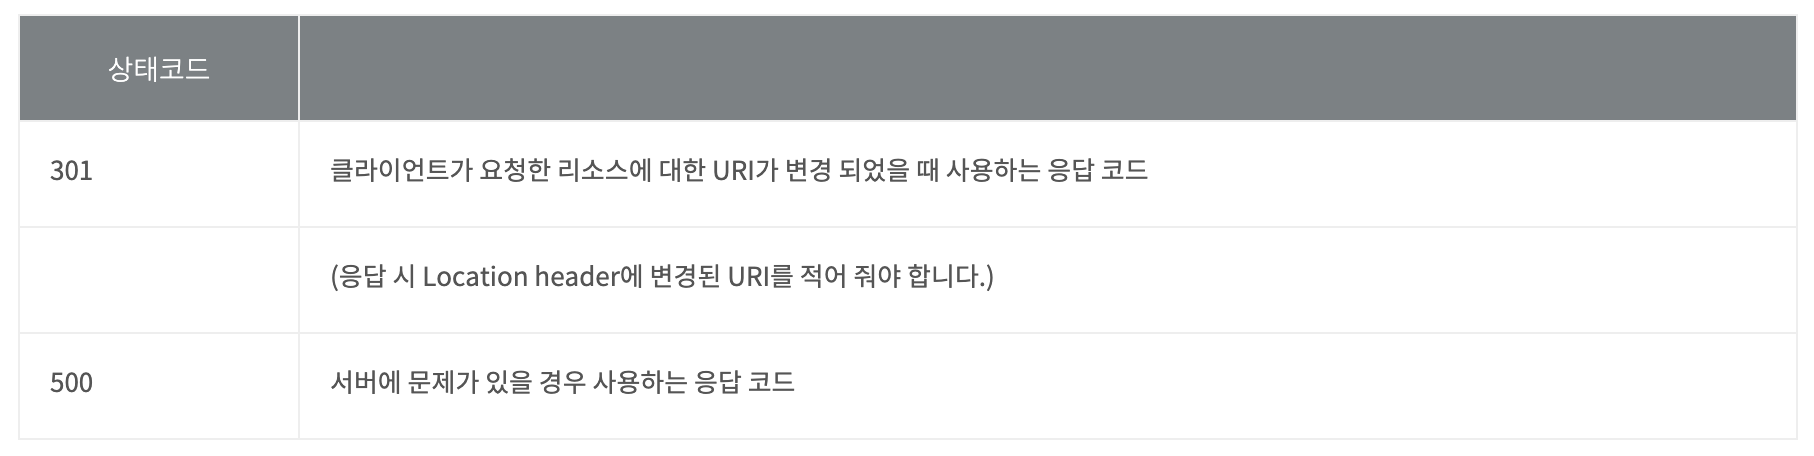 상태코드
301
클라이언트가 요청한 리소스에 대한 URI가 변경 되었을 때 사용하는 응답 코드
(응답 시 Location header에 변경된 URI를 적어 줘야 합니다.)
500
서버에 문제가 있을 경우 사용하는 응답 코드